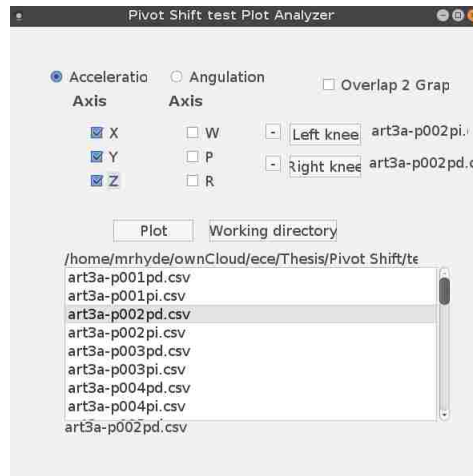 Pivot Shift test Plot Analyzer
Acceleratio Angulation Overlap 2 Grap
Axis Axis
X W - Left knee art3a-p002pi.
Y P - Right knee art3a-p002pd.c
Z R
Plot Working directory
/home/mrhyde/ownCloud/ece/Thesis/Pivot Shift/te
art3a-p001pd.csv
art3a-p001pi.csv
art3a-p002pd.csv
art3a-p002pi.csv
art3a-p003pd.csv
art3a-p003pi.csv
art3a-p004pd.csv
art3a-p004pi.csv
art3a-p002pd.csv